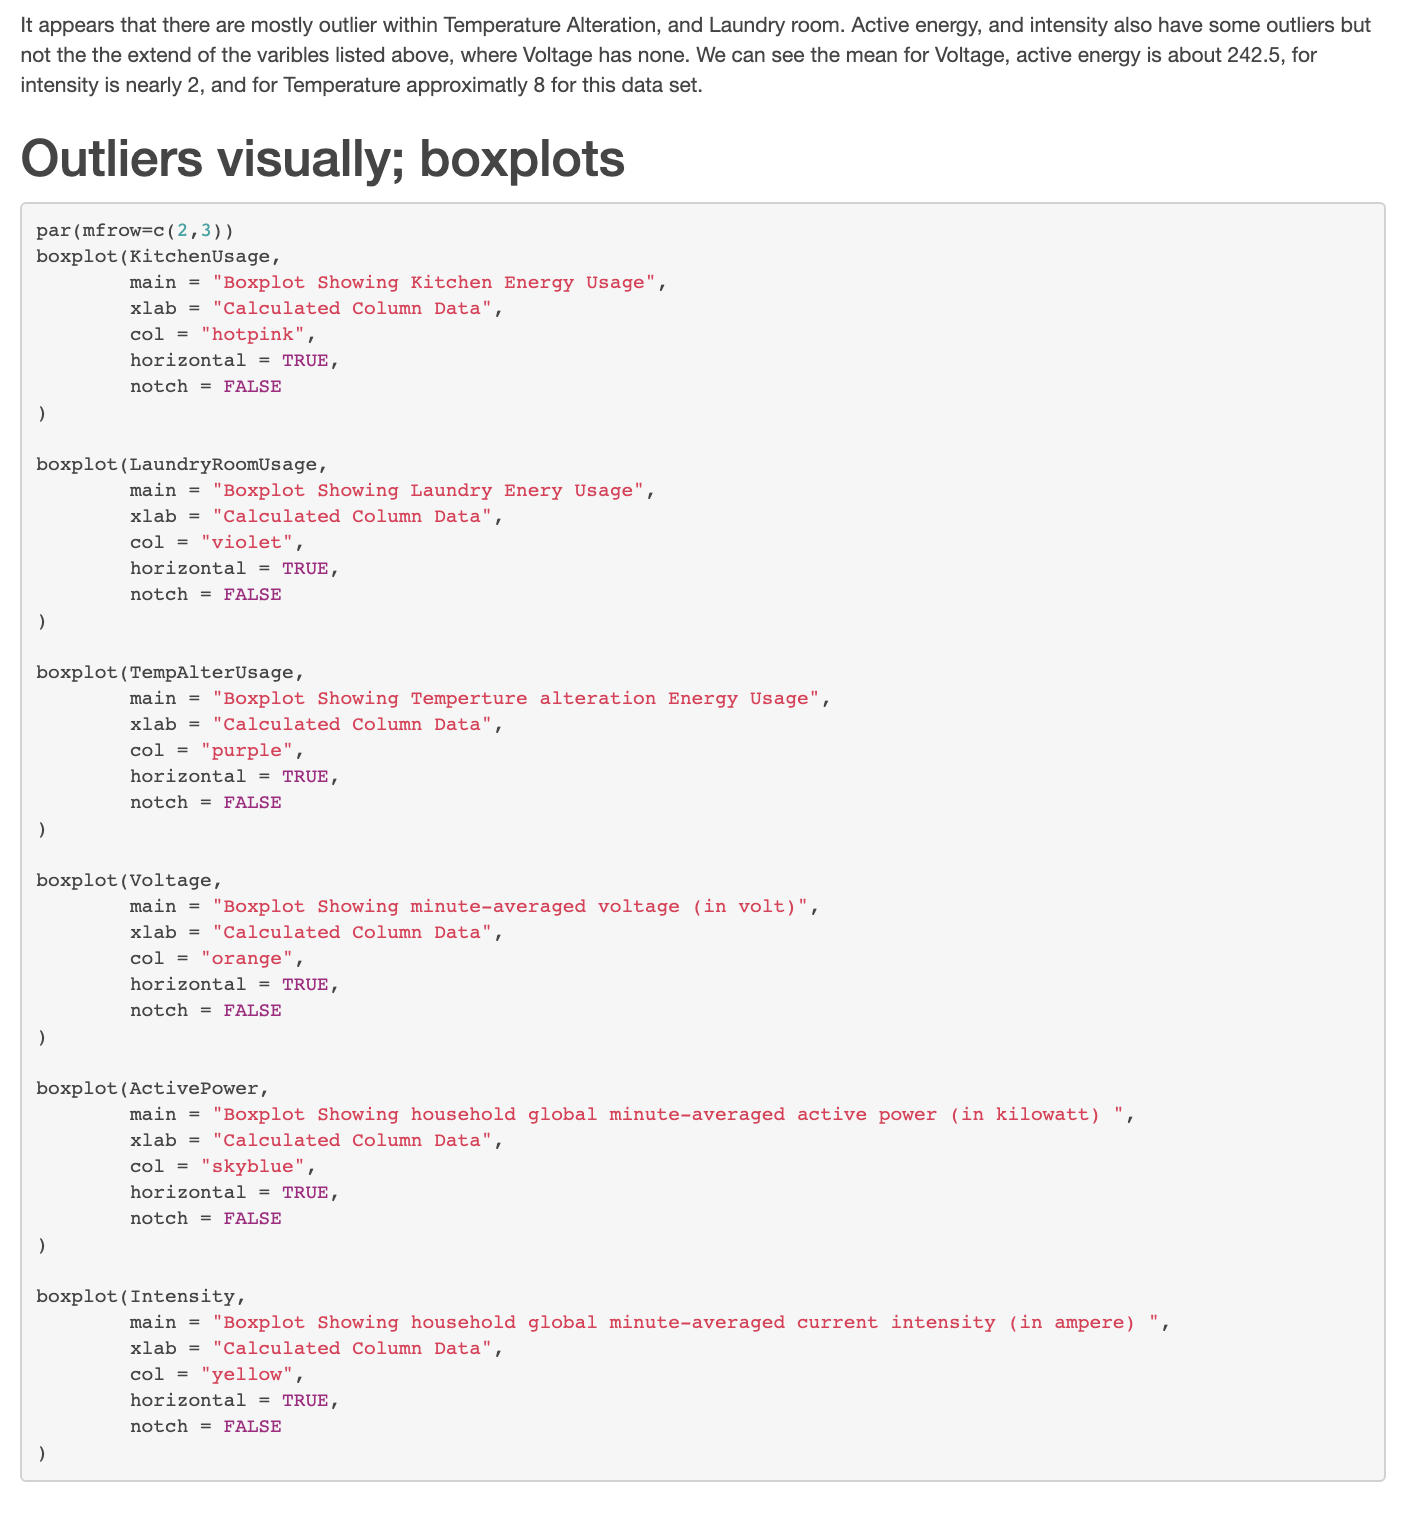 It appears that there are mostly outlier within Temperature Alteration, and Laundry room. Active energy, and intensity also have some outliers but
not the the extend of the varibles listed above, where Voltage has none. We can see the mean for Voltage, active energy is about 242.5, for
intensity is nearly 2, and for Temperature approximatly 8 for this data set.
Outliers visually; boxplots
par(mfrow=c(2,3))
boxplot(KitchenUsage,
        main = "Boxplot Showing Kitchen Energy Usage",
        xlab = "Calculated Column Data",
        col = "hotpink",
        horizontal = TRUE,
        notch = FALSE
)
boxplot(LaundryRoomUsage,
        main = "Boxplot Showing Laundry Enery Usage",
        xlab = "Calculated Column Data",
        col = "violet",
        horizontal = TRUE,
        notch = FALSE
)
boxplot(TempAlterUsage,
        main = "Boxplot Showing Temperture alteration Energy Usage",
        xlab = "Calculated Column Data",
        col = "purple",
        horizontal = TRUE,
        notch = FALSE
)
boxplot(Voltage,
        main = "Boxplot Showing minute-averaged voltage (in volt)",
        xlab = "Calculated Column Data",
        col = "orange",
        horizontal = TRUE,
        notch = FALSE
)
boxplot(ActivePower,
        main = "Boxplot Showing household global minute-averaged active power (in kilowatt) ",
        xlab = "Calculated Column Data",
        col = "skyblue",
        horizontal = TRUE,
        notch = FALSE
)
boxplot(Intensity,
        main = "Boxplot Showing household global minute-averaged current intensity (in ampere) ",
        xlab = "Calculated Column Data",
        col = "yellow",
        horizontal = TRUE,
        notch = FALSE
)